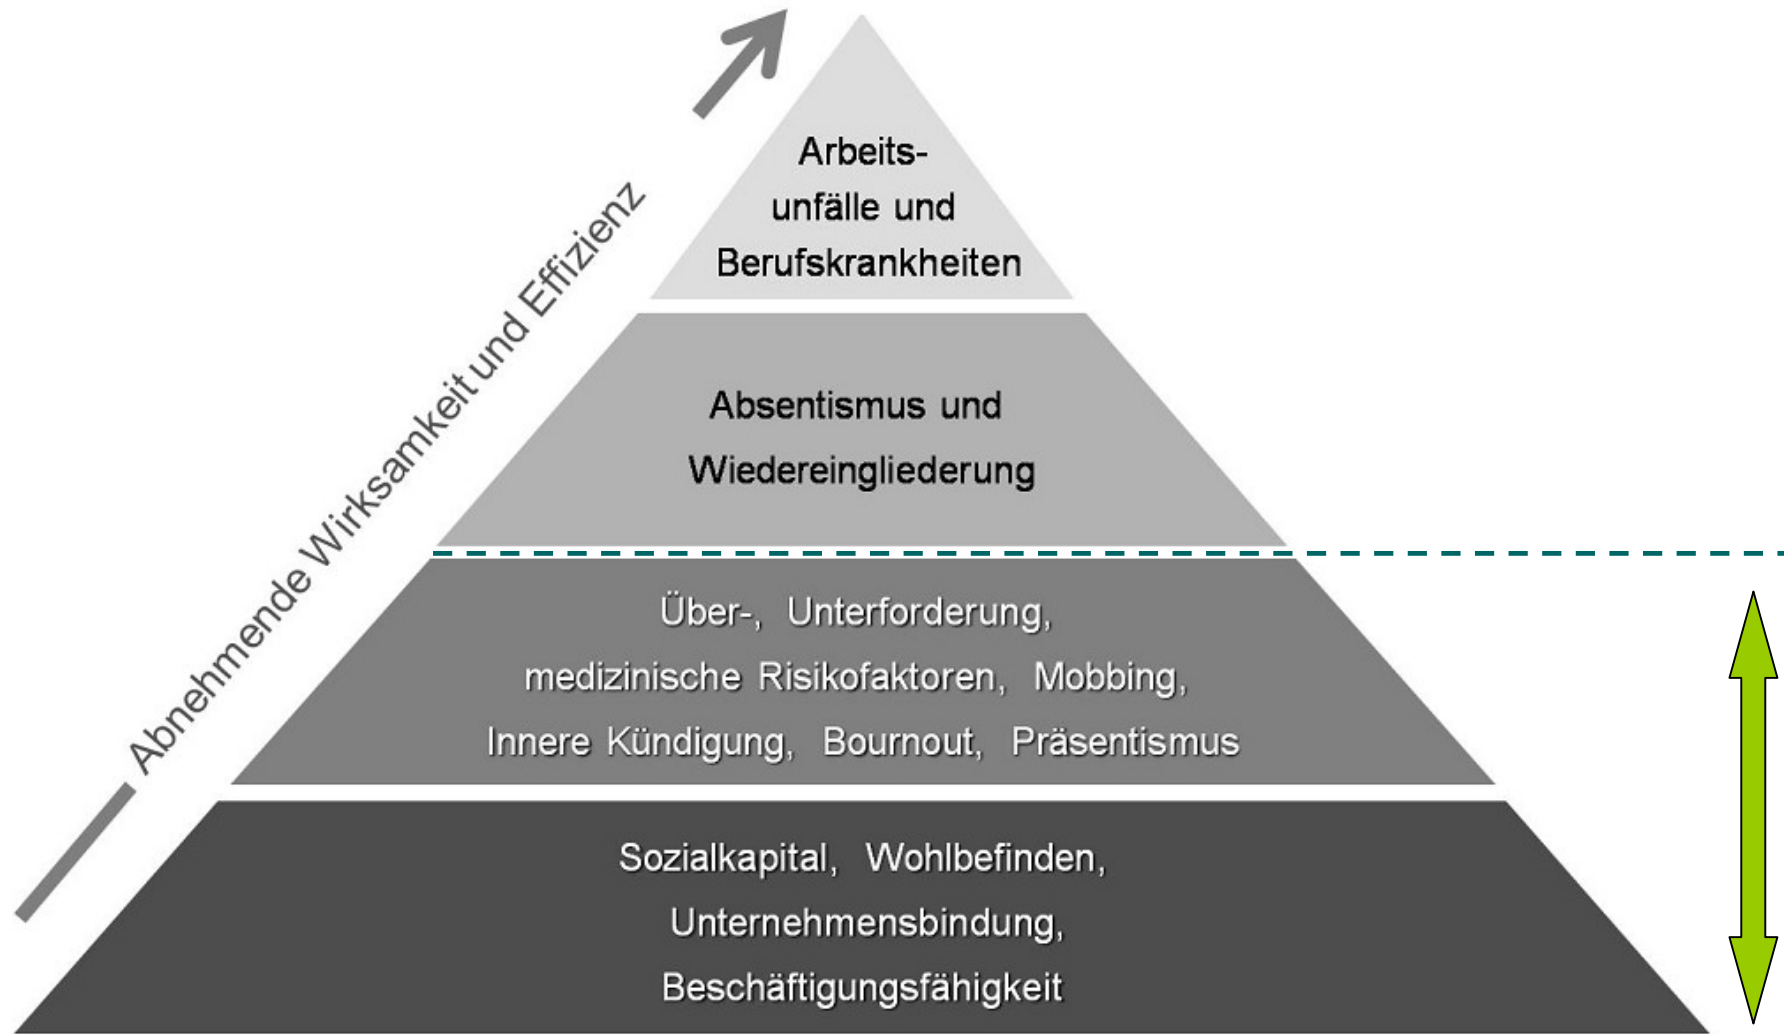 Abnehmende Wirksamkeit und Effizienz
Arbeits-
unfälle und
Berufskrankheiten
Absentismus und
Wiedereingliederung
Über-, Unterforderung,
medizinische Risikofaktoren, Mobbing,
Innere Kündigung, Bournout, Präsentismus
Sozialkapital, Wohlbefinden,
Unternehmensbindung,
Beschäftigungsfähigkeit